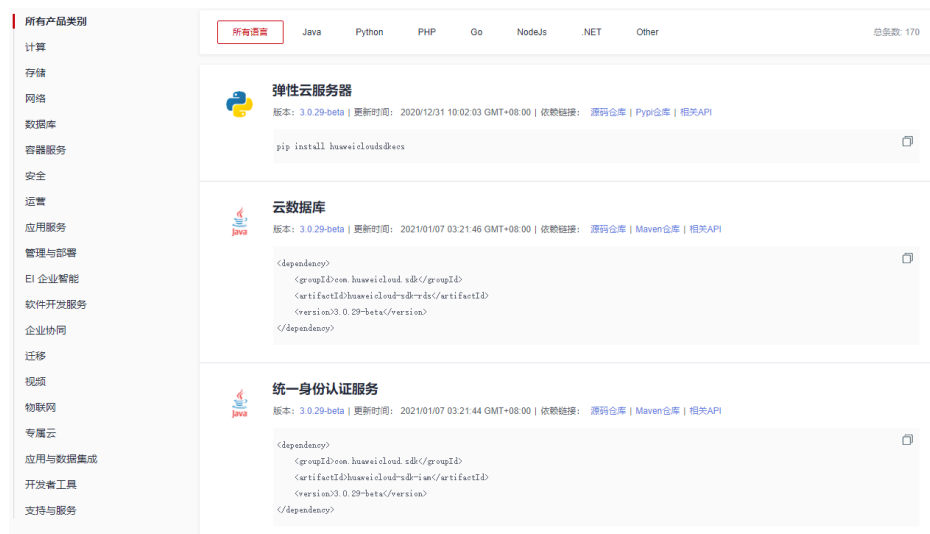 所有产品类别
计算
存储
网络
数据库
容器服务
安全
运营
应用服务
管理与部署
EI 企业智能
软件开发服务
企业协同
迁移
视频
物联网
专属云
应用与数据集成
开发者工具
支持与服务
所有语言 Java Python PHP Go NodeJs .NET Other 总条数: 170
弹性云服务器
版本: 3.0.29-beta | 更新时间: 2020/12/31 10:02:03 GMT+08:00 | 依赖链接: 源码仓库 | Pypi仓库 | 相关API
pip install huaweicloudsdkecs
Java
云数据库
版本: 3.0.29-beta | 更新时间: 2021/01/07 03:21:46 GMT+08:00 | 依赖链接: 源码仓库 | Maven仓库 | 相关API
<dependency>
<groupId>com.huaweicloud.sdk</groupId>
<artifactId>huaweicloud-sdk-rds</artifactId>
<version>3.0.29-beta</version>
</dependency>
Java
统一身份认证服务
版本: 3.0.29-beta | 更新时间: 2021/01/07 03:21:44 GMT+08:00 | 依赖链接: 源码仓库 | Maven仓库 | 相关API
<dependency>
<groupId>com.huaweicloud.sdk</groupId>
<artifactId>huaweicloud-sdk-iam</artifactId>
<version>3.0.29-beta</version>
</dependency>